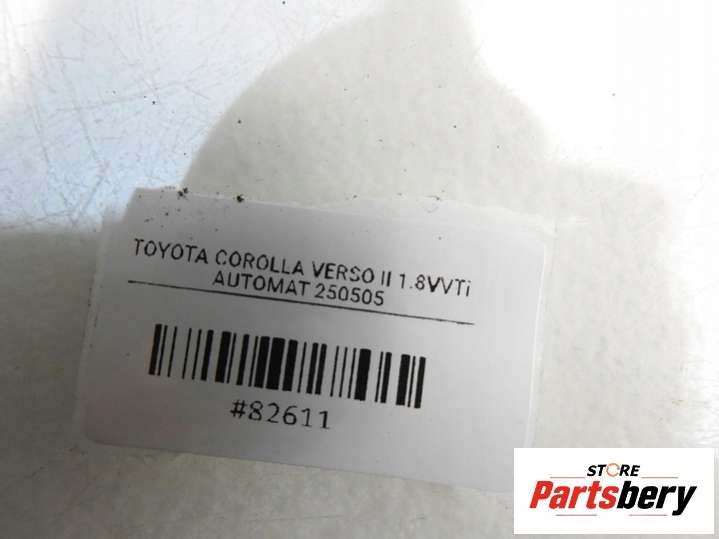 TOYOTA COROLLA VERSO II 1.8VVTi
AUTOMAT 250505
#82611
STORE
Partsbery